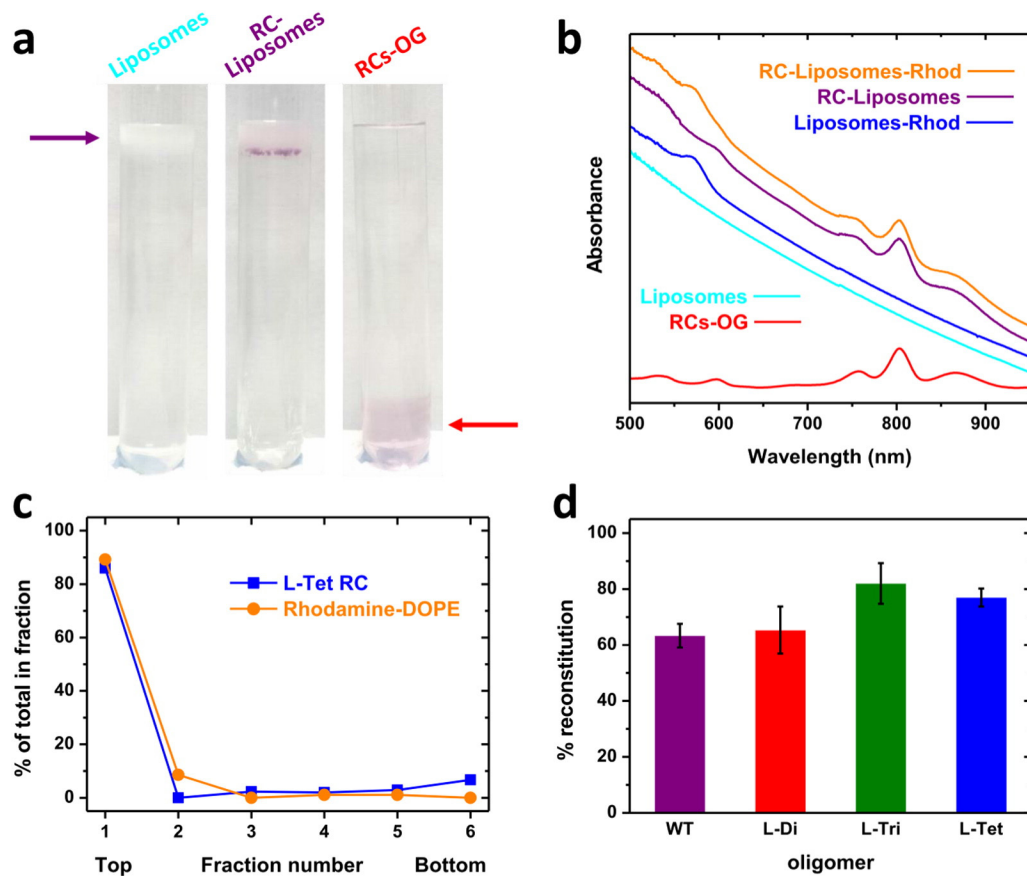 a
Liposomes
RC-
Liposomes
RCs-OG
b
Absorbance
RC-Liposomes-Rhod
RC-Liposomes
Liposomes-Rhod
Liposomes
RCs-OG
500 600 700 800 900
Wavelength (nm)
c
% of total in fraction
100
80
60
40
20
0
L-Tet RC
Rhodamine-DOPE
1 2 3 4 5 6
Top Fraction number Bottom
d
% reconstitution
100
80
60
40
20
0
WT L-Di L-Tri L-Tet
oligomer